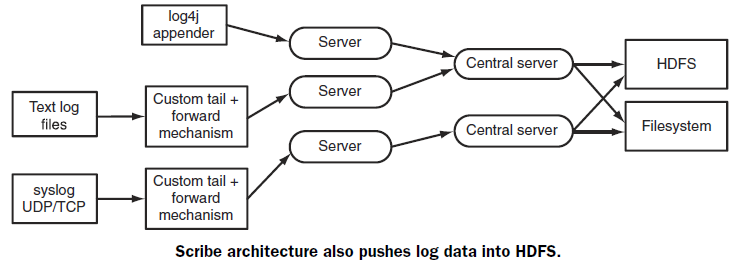 log4j
appender
Server
Central server
HDFS
Server
Text log
files
Custom tail +
forward
mechanism
Filesystem
Central server
Server
syslog
UDP/TCP
Custom tail +
forward
mechanism
Scribe architecture also pushes log data into HDFS.